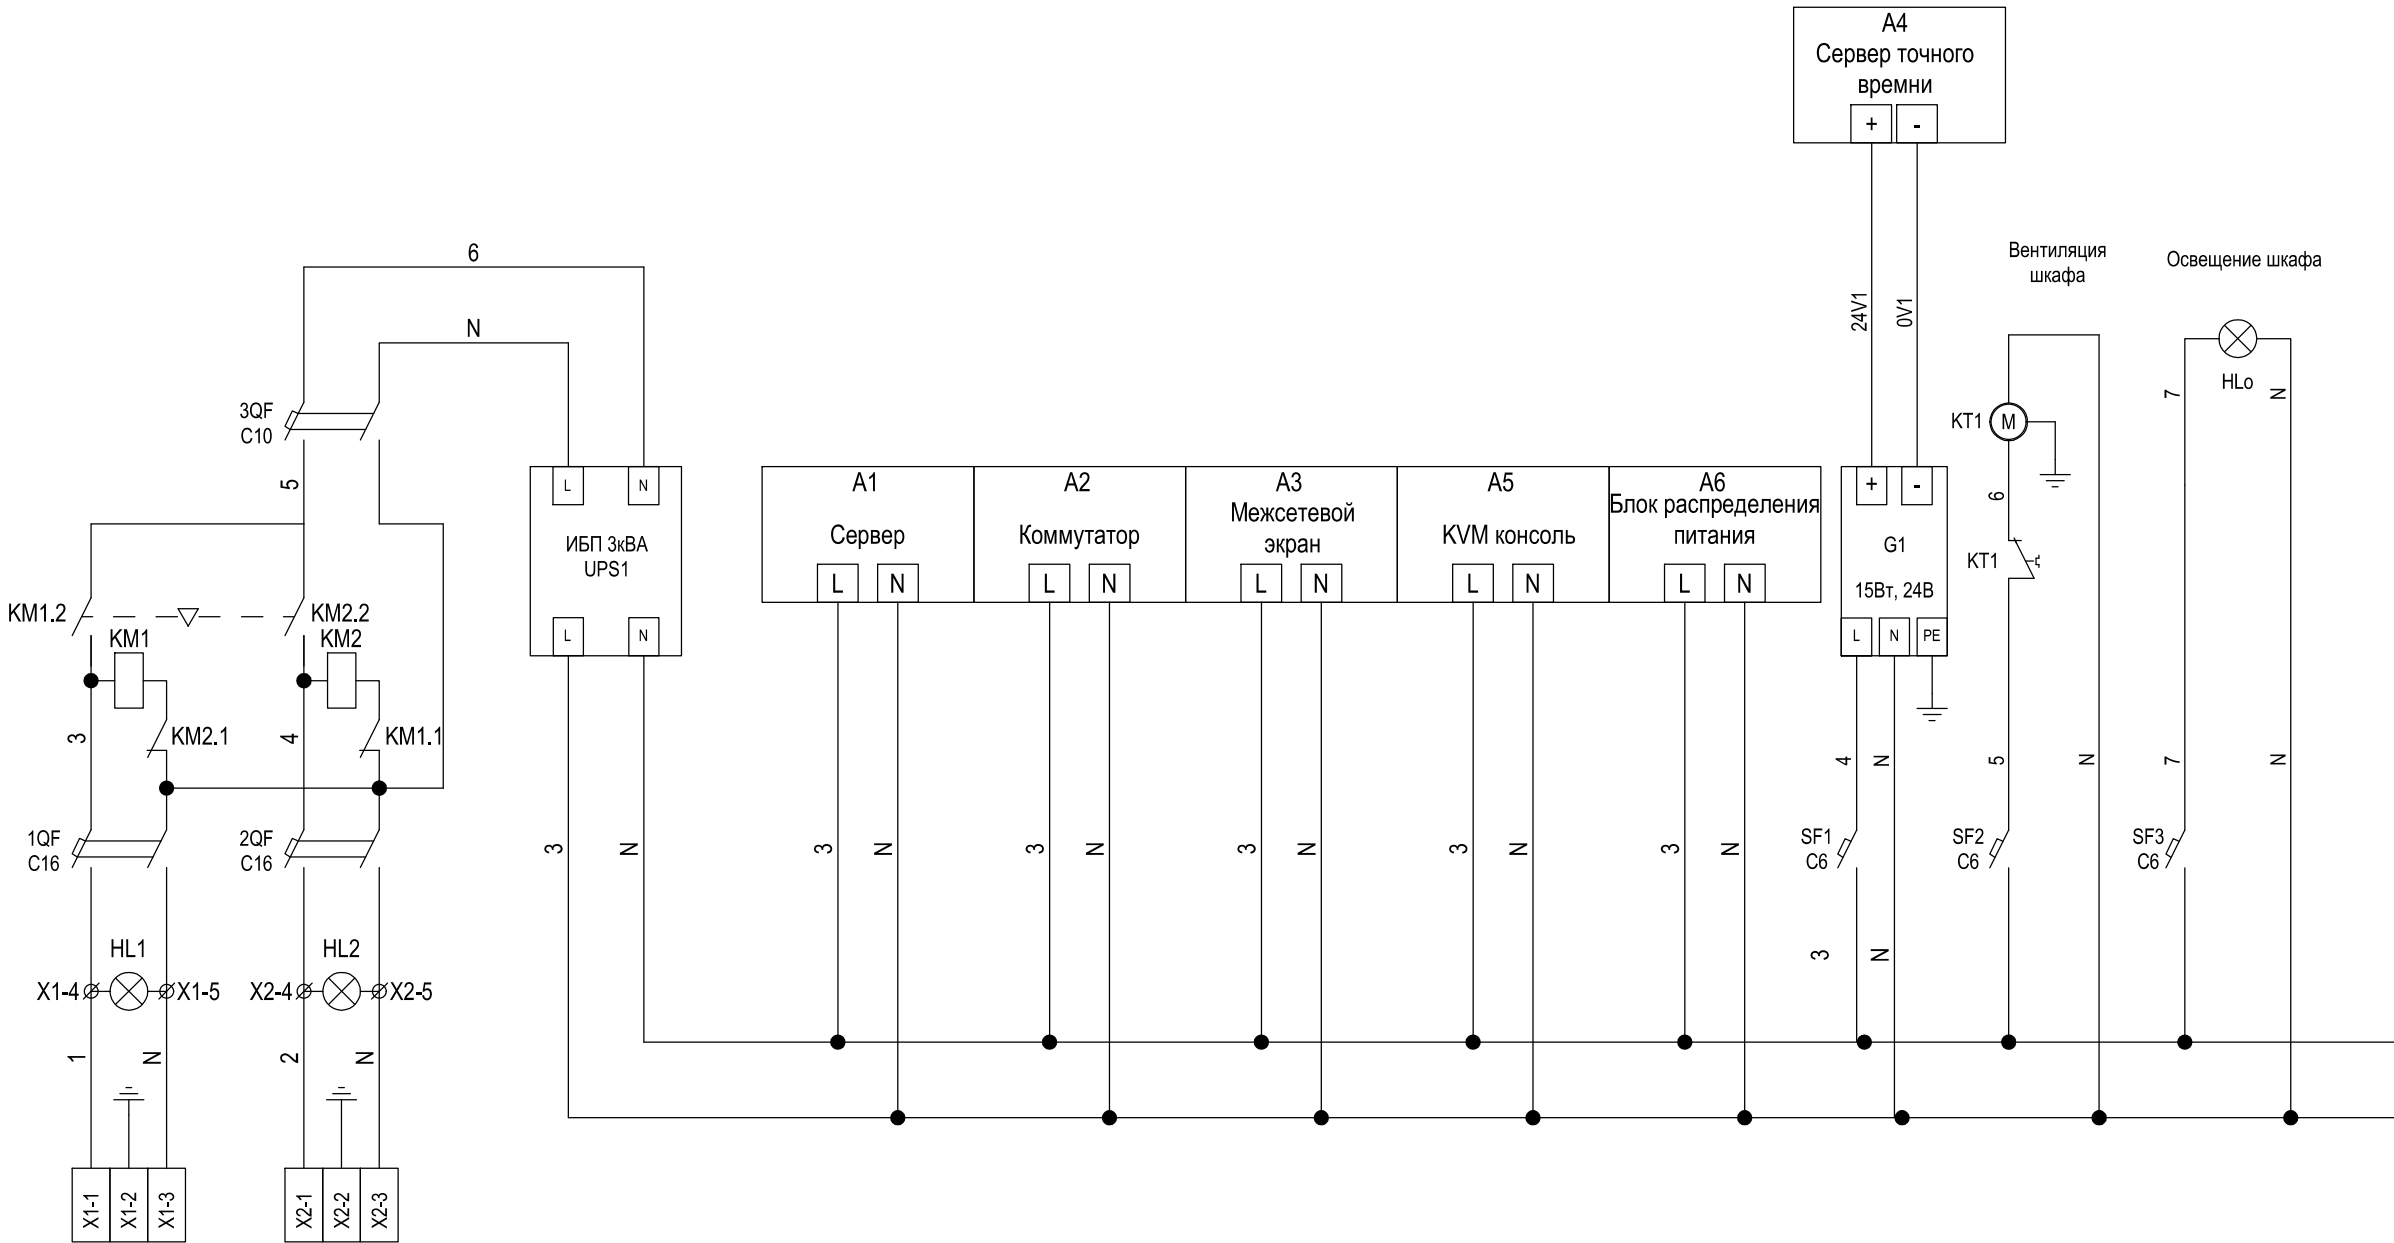 A4
Сервер точного
времни
+ -
6
Вентиляция
шкафа
Освещение шкафа
24V1
0V1
N
HLo
7
N
3QF
C10
KT1
M
5
L N
A1
Сервер
L N
A2
Коммутатор
L N
A3
Межсетевой
экран
L N
A5
KVM консоль
L N
A6
Блок распределения
питания
L N
+ -
G1
15Вт, 24В
L N PE
6
KT1
ИБП 3кВА
UPS1
L N
KM1.2
KM2.2
KM1
KM2
3
KM2.1
4
KM1.1
4
N
5
N
7
N
1QF
C16
2QF
C16
3
N
3
N
3
N
3
N
3
N
3
N
SF1
C6
SF2
C6
SF3
C6
3
N
HL1
HL2
X1-4
X1-5
X2-4
X2-5
1
N
2
N
X1-1
X1-2
X1-3
X2-1
X2-2
X2-3